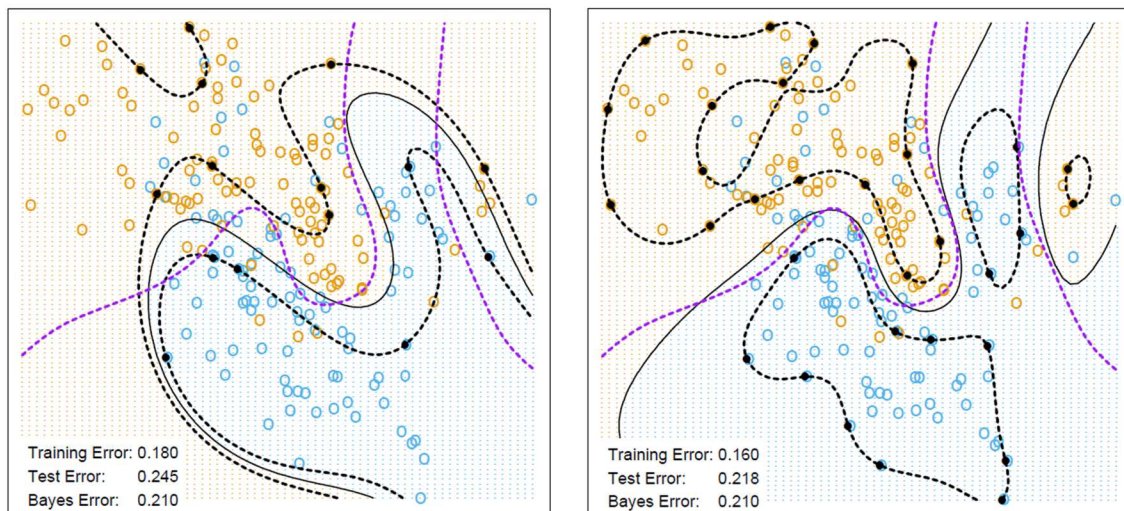 Training Error: 0.180
Test Error: 0.245
Bayes Error: 0.210
Training Error: 0.160
Test Error: 0.218
Bayes Error: 0.210